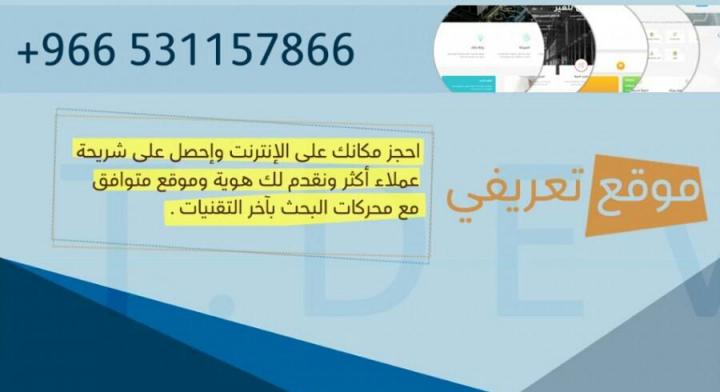 +966 531157866
موقع تعريفي
احجز مكانك على الإنترنت وإحصل على شريحة
عملاء أكثر ونقدم لك هوية وموقع متوافق
مع محركات البحث بآخر التقنيات .
T.DEV